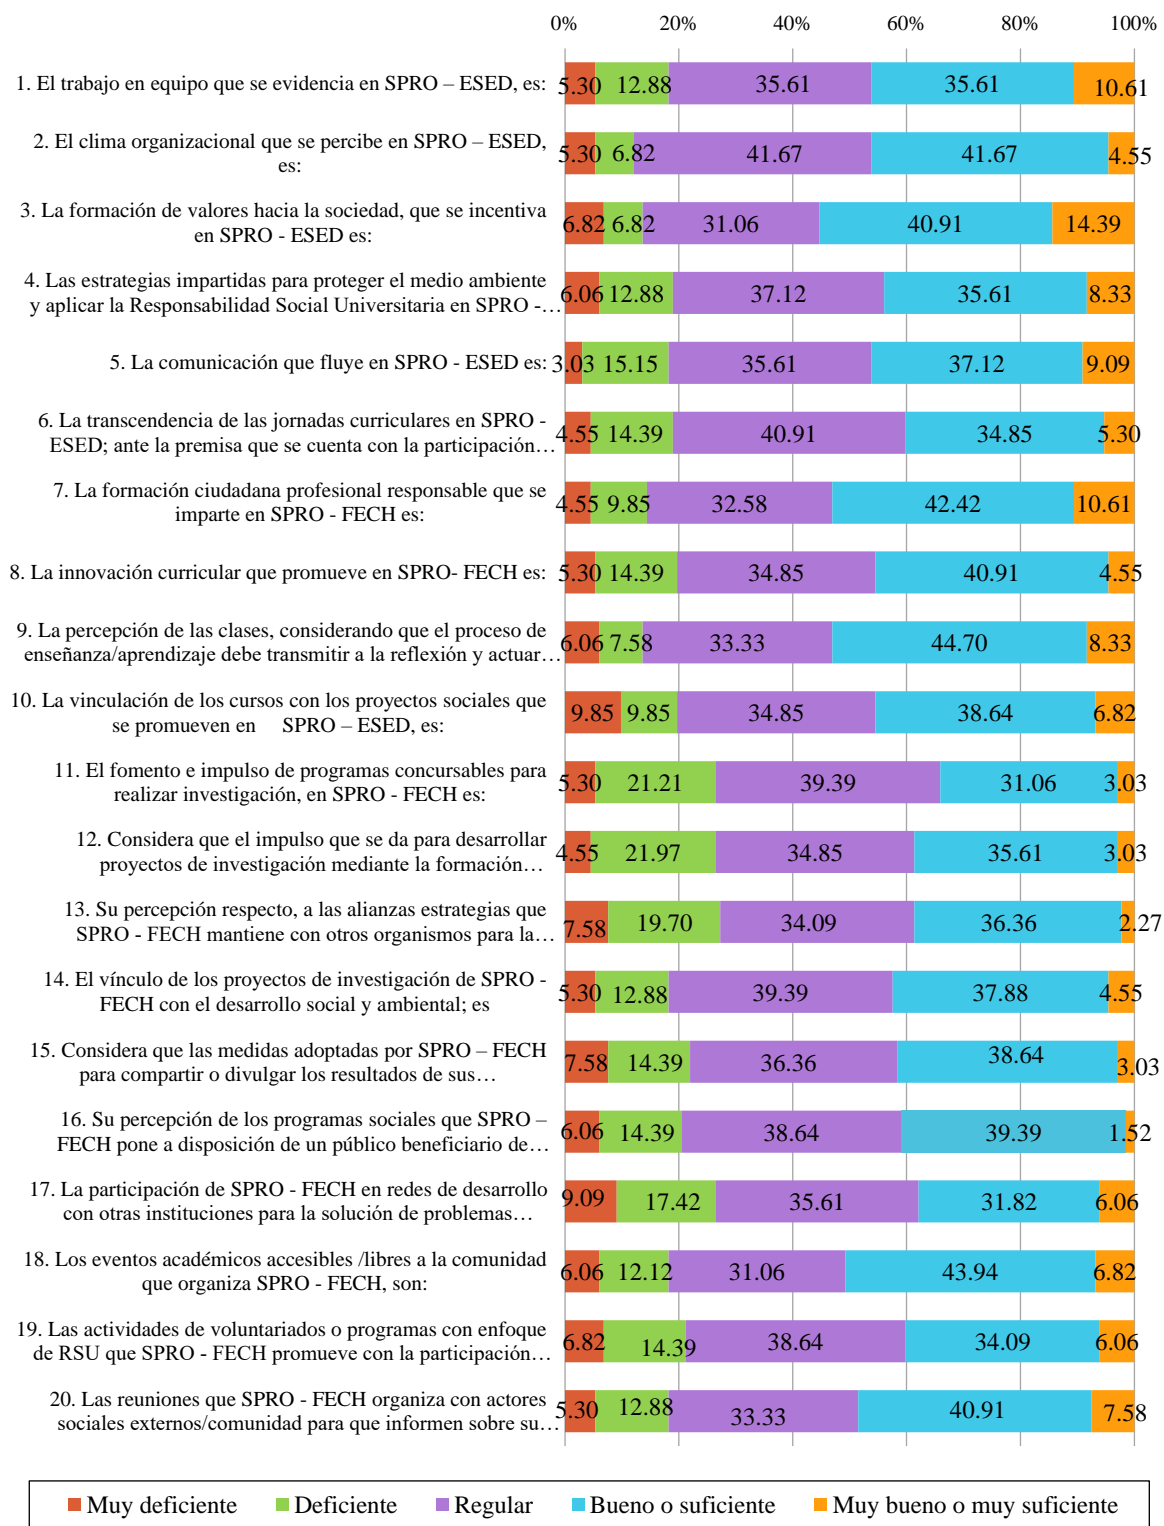 0% 20% 40% 60% 80% 100%
1. El trabajo en equipo que se evidencia en SPRO – ESED, es: 5.30 12.88 35.61 35.61 10.61
2. El clima organizacional que se percibe en SPRO – ESED,
es: 5.30 6.82 41.67 41.67 4.55
3. La formación de valores hacia la sociedad, que se incentiva
en SPRO - ESED es: 6.82 6.82 31.06 40.91 14.39
4. Las estrategias impartidas para proteger el medio ambiente
y aplicar la Responsabilidad Social Universitaria en SPRO -… 6.06 12.88 37.12 35.61 8.33
5. La comunicación que fluye en SPRO - ESED es: 3.03 15.15 35.61 37.12 9.09
6. La transcendencia de las jornadas curriculares en SPRO -
ESED; ante la premisa que se cuenta con la participación… 4.55 14.39 40.91 34.85 5.30
7. La formación ciudadana profesional responsable que se
imparte en SPRO - FECH es: 4.55 9.85 32.58 42.42 10.61
8. La innovación curricular que promueve en SPRO- FECH es: 5.30 14.39 34.85 40.91 4.55
9. La percepción de las clases, considerando que el proceso de
enseñanza/aprendizaje debe transmitir a la reflexión y actuar… 6.06 7.58 33.33 44.70 8.33
10. La vinculación de los cursos con los proyectos sociales que
se promueven en SPRO – ESED, es: 9.85 9.85 34.85 38.64 6.82
11. El fomento e impulso de programas concursables para
realizar investigación, en SPRO - FECH es: 5.30 21.21 39.39 31.06 3.03
12. Considera que el impulso que se da para desarrollar
proyectos de investigación mediante la formación… 4.55 21.97 34.85 35.61 3.03
13. Su percepción respecto, a las alianzas estrategias que
SPRO - FECH mantiene con otros organismos para la… 7.58 19.70 34.09 36.36 2.27
14. El vínculo de los proyectos de investigación de SPRO -
FECH con el desarrollo social y ambiental; es 5.30 12.88 39.39 37.88 4.55
15. Considera que las medidas adoptadas por SPRO – FECH
para compartir o divulgar los resultados de sus… 7.58 14.39 36.36 38.64 3.03
16. Su percepción de los programas sociales que SPRO –
FECH pone a disposición de un público beneficiario de… 6.06 14.39 38.64 39.39 1.52
17. La participación de SPRO - FECH en redes de desarrollo
con otras instituciones para la solución de problemas… 9.09 17.42 35.61 31.82 6.06
18. Los eventos académicos accesibles /libres a la comunidad
que organiza SPRO - FECH, son: 6.06 12.12 31.06 43.94 6.82
19. Las actividades de voluntariados o programas con enfoque
de RSU que SPRO - FECH promueve con la participación… 6.82 14.39 38.64 34.09 6.06
20. Las reuniones que SPRO - FECH organiza con actores
sociales externos/comunidad para que informen sobre su… 5.30 12.88 33.33 40.91 7.58
Muy deficiente Deficiente Regular Bueno o suficiente Muy bueno o muy suficiente